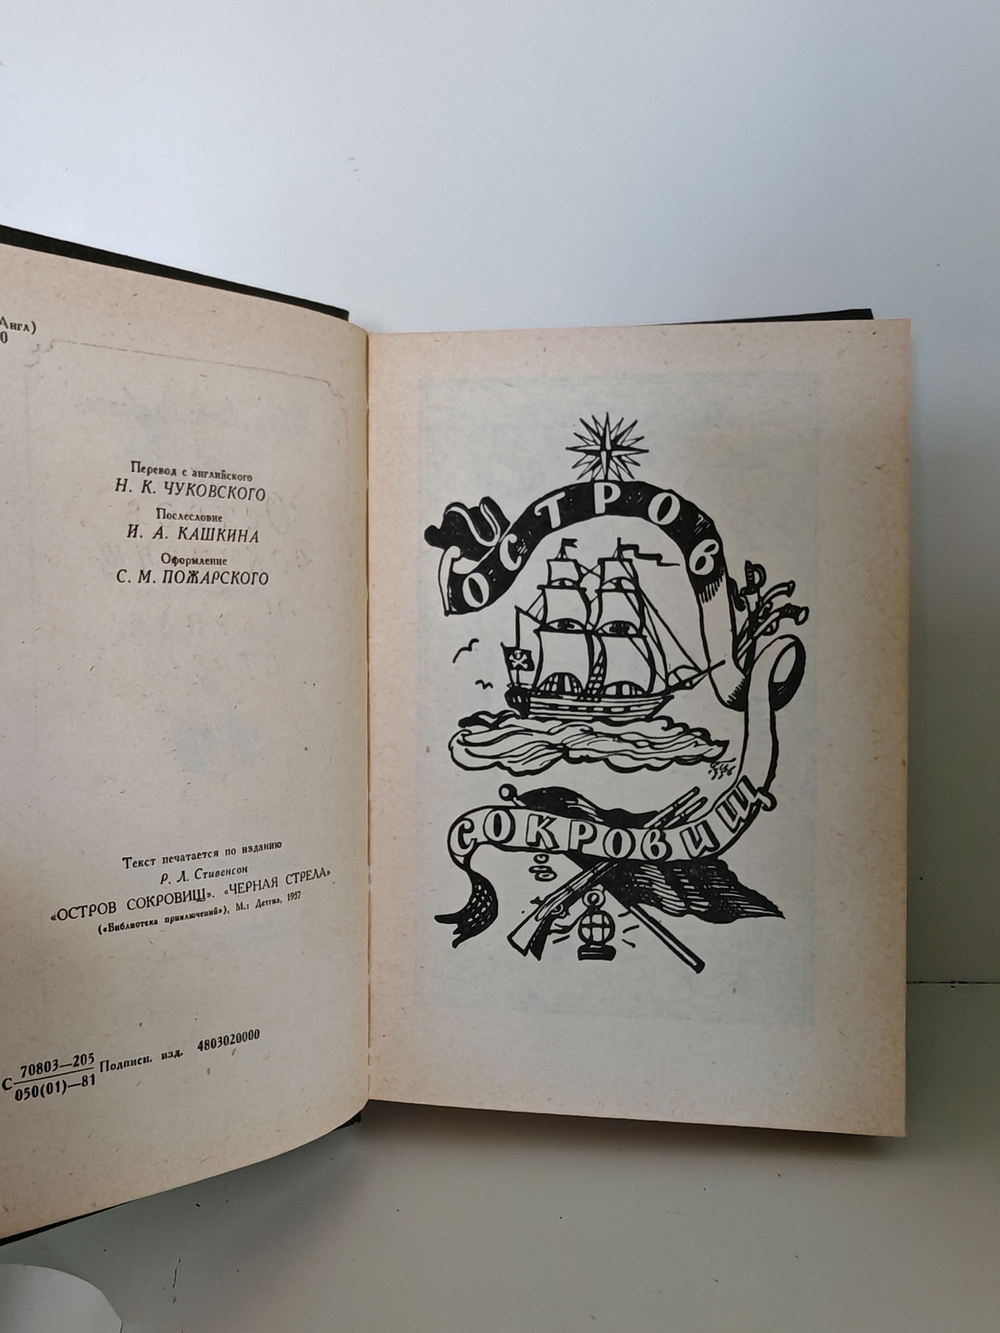 Англ)
0
Перевод с английского
Н. К. ЧУКОВСКОГО
Послесловие
И. А. КАШКИНА
Оформление
С. М. ПОЖАРСКОГО
Текст печатается по изданию
Р. Л. Стивенсон
«ОСТРОВ СОКРОВИЩ». «ЧЕРНАЯ СТРЕЛА»
(«Библиотека приключений»), М.: Детгиз, 1957
С 70803—205 Подписн. изд. 4803020000
050(01)—81
ОСТРОВ
СОКРОВИЩ